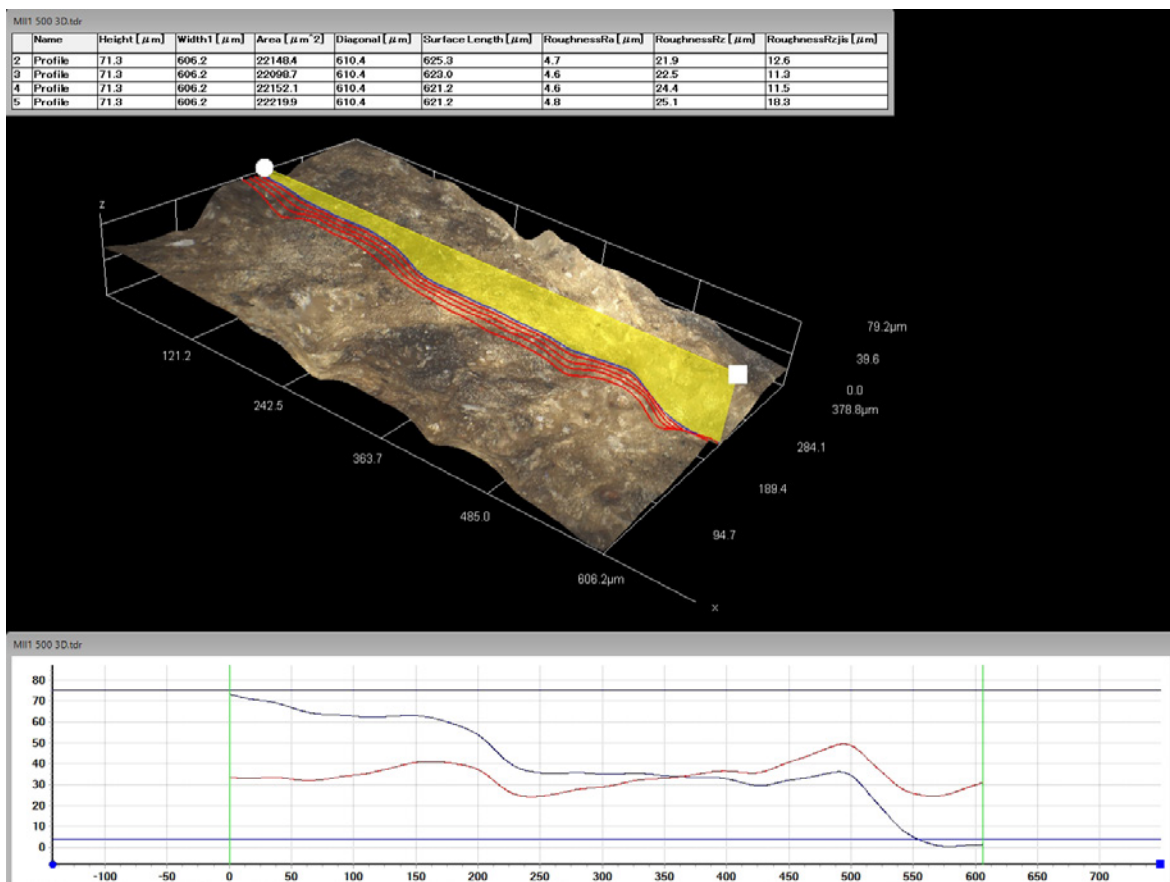 MII1 500 3D.tdr
Name Height [μm] Width1 [μm] Area [μm^2] Diagonal [μm] Surface Length [μm] RoughnessRa [μm] RoughnessRz [μm] RoughnessRzjis [μm]
2 Profile 71.3 606.2 22148.4 610.4 625.3 4.7 21.9 12.6
3 Profile 71.3 606.2 22098.7 610.4 623.0 4.6 22.5 11.3
4 Profile 71.3 606.2 22152.1 610.4 621.2 4.6 24.4 11.5
5 Profile 71.3 606.2 22219.9 610.4 621.2 4.8 25.1 18.3
z
79.2μm
39.6
0.0
378.8μm
284.1
189.4
94.7
121.2
242.5
363.7
485.0
606.2μm
x
MII1 500 3D.tdr
80
70
60
50
40
30
20
10
0
-100 -50 0 50 100 150 200 250 300 350 400 450 500 550 600 650 700